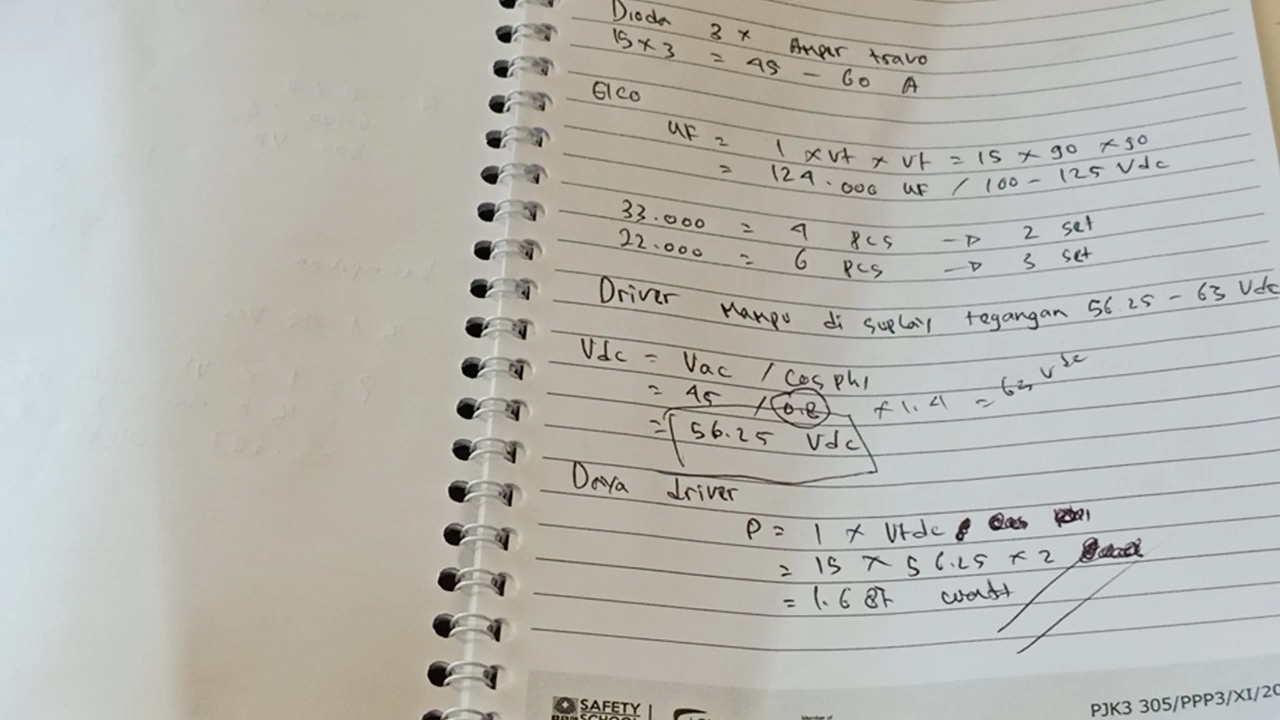 Dioda 3 x Amper travo
15 x 3 = 45 - 60 A
Elco
uF = 1 x Vt x Vt = 15 x 90 x 90
= 124.000 uF / 100 - 125 Vdc
33.000 = 4 pcs → 2 set
22.000 = 6 pcs → 3 set
Driver Mampu di suplaiy tegangan 56.25 - 63 Vdc
Vdc = Vac / Cos phi
= 45 / 0.8 x 1.4 = 63 Vdc
= 56.25 Vdc
Daya driver
P = 1 x Vtdc
= 15 x 56.25 x 2
= 1.687 watt
SAFETY
SCHOOL
PJK3 305/PPP3/XI/20